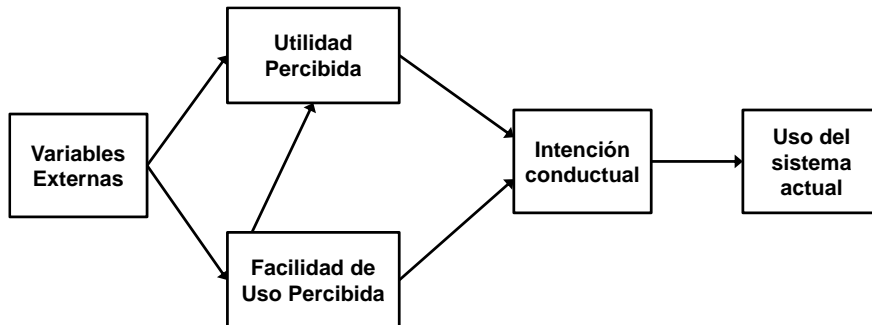 Utilidad
Percibida
Variables
Externas
Intención
conductual
Uso del
sistema
actual
Facilidad de
Uso Percibida